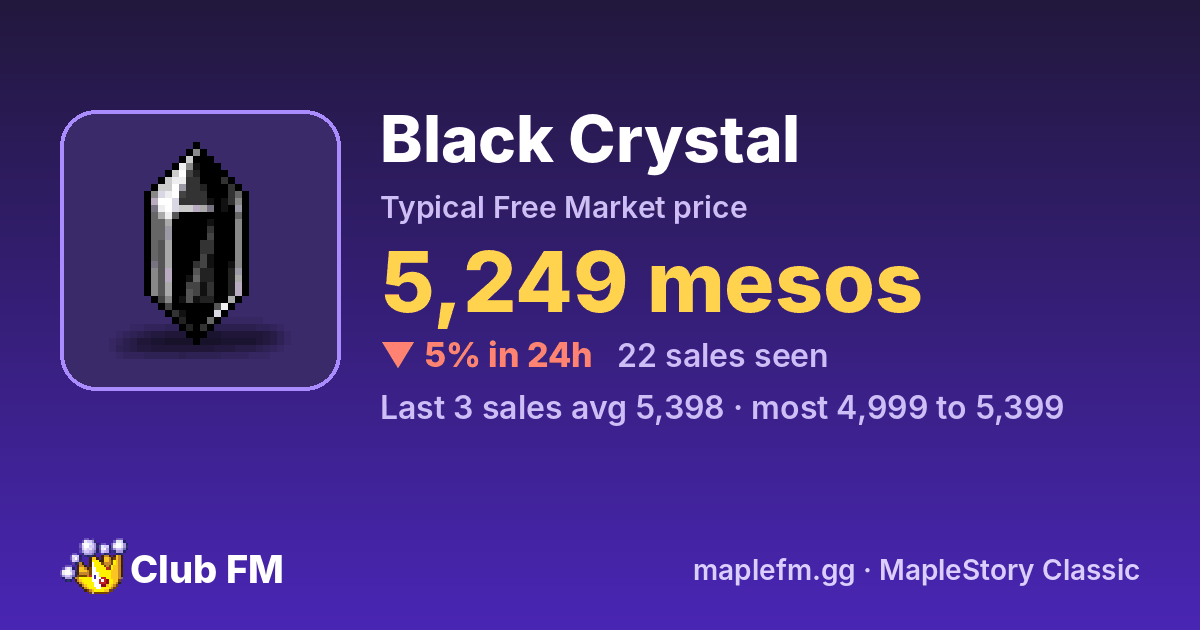 Black Crystal
Typical Free Market price
5,249 mesos
▼ 5% in 24h 22 sales seen
Last 3 sales avg 5,398 · most 4,999 to 5,399
Club FM
maplefm.gg · MapleStory Classic